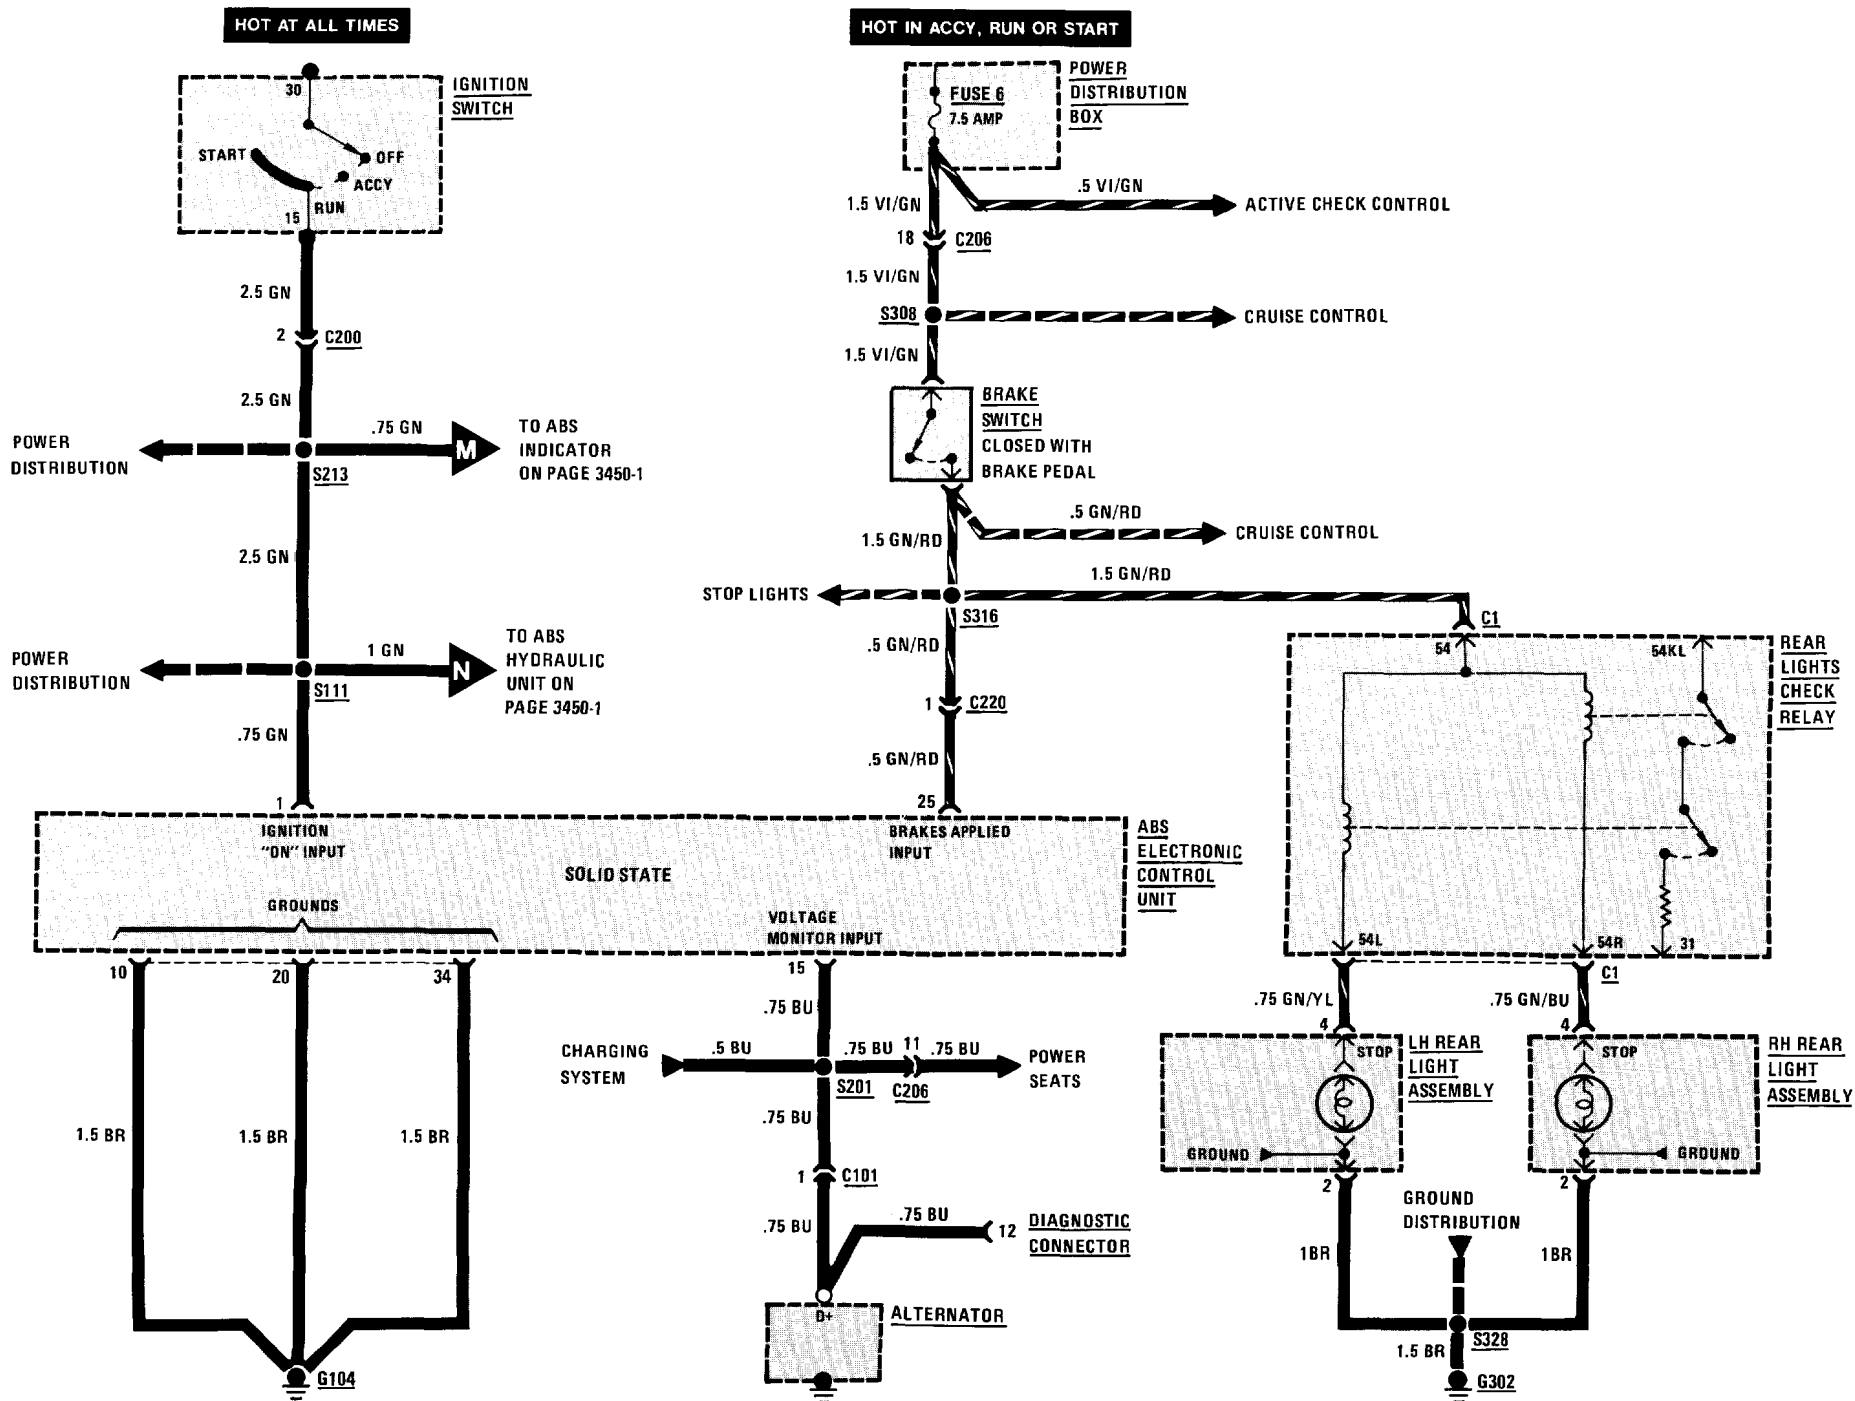 HOT AT ALL TIMES
30
IGNITION
SWITCH
START
OFF
ACCY
RUN
15
2.5 GN
2
C200
2.5 GN
.75 GN
POWER
DISTRIBUTION
M
TO ABS
INDICATOR
ON PAGE 3450-1
S213
2.5 GN
1 GN
POWER
DISTRIBUTION
N
TO ABS
HYDRAULIC
UNIT ON
PAGE 3450-1
S111
.75 GN
1
HOT IN ACCY, RUN OR START
FUSE 6
7.5 AMP
POWER
DISTRIBUTION
BOX
1.5 VI/GN
.5 VI/GN
ACTIVE CHECK CONTROL
18
C206
1.5 VI/GN
S308
CRUISE CONTROL
1.5 VI/GN
BRAKE
SWITCH
CLOSED WITH
BRAKE PEDAL
.5 GN/RD
CRUISE CONTROL
1.5 GN/RD
STOP LIGHTS
1.5 GN/RD
S316
C1
.5 GN/RD
1
C220
.5 GN/RD
25
54
54KL
REAR
LIGHTS
CHECK
RELAY
54L
54R
31
C1
IGNITION
"ON" INPUT
BRAKES APPLIED
INPUT
SOLID STATE
GROUNDS
VOLTAGE
MONITOR INPUT
ABS
ELECTRONIC
CONTROL
UNIT
10
20
34
15
1.5 BR
1.5 BR
1.5 BR
G104
.75 BU
CHARGING
SYSTEM
.5 BU
.75 BU
11
.75 BU
POWER
SEATS
S201
C206
.75 BU
1
C101
.75 BU
.75 BU
12
DIAGNOSTIC
CONNECTOR
D+
ALTERNATOR
.75 GN/YL
.75 GN/BU
4
4
STOP
LH REAR
LIGHT
ASSEMBLY
STOP
RH REAR
LIGHT
ASSEMBLY
GROUND
GROUND
2
2
GROUND
DISTRIBUTION
1BR
1BR
S328
1.5 BR
G302